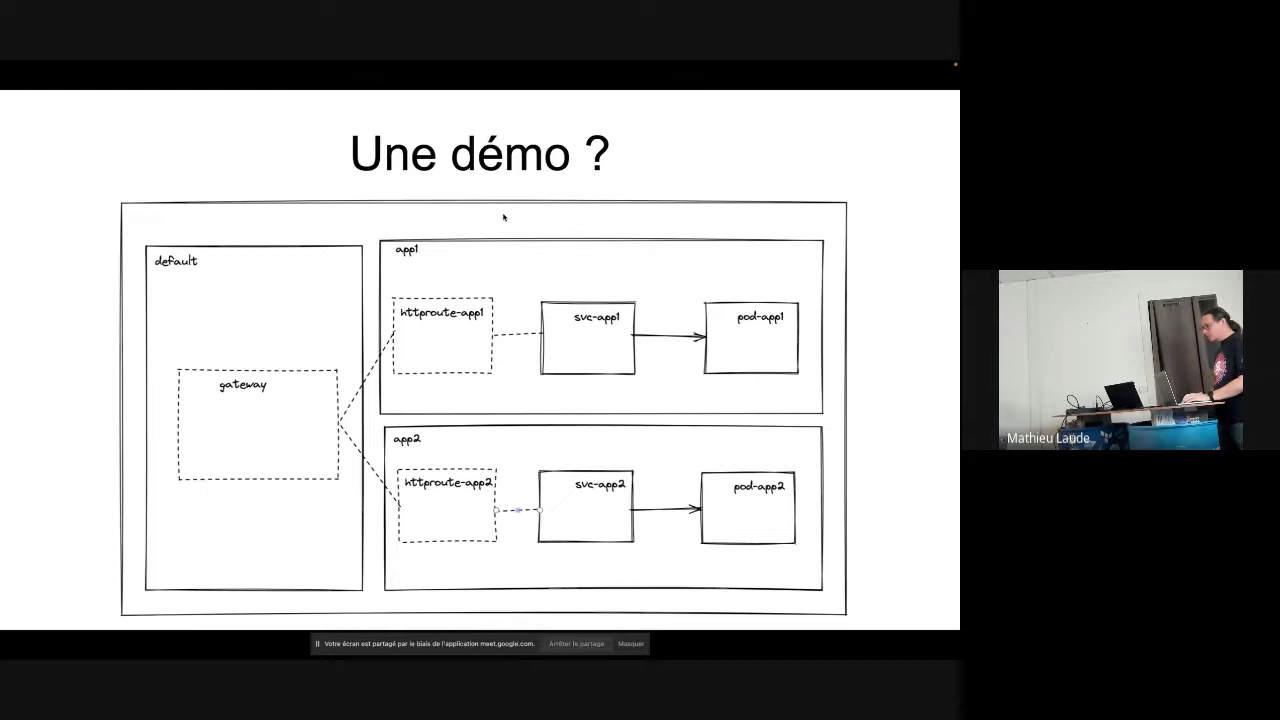 Une démo ?
default
gateway
app1
httproute-app1
svc-app1
pod-app1
app2
httproute-app2
svc-app2
pod-app2
Votre écran est partagé par le biais de l'application meet.google.com.
Arrêter le partage
Masquer
Mathieu Laude